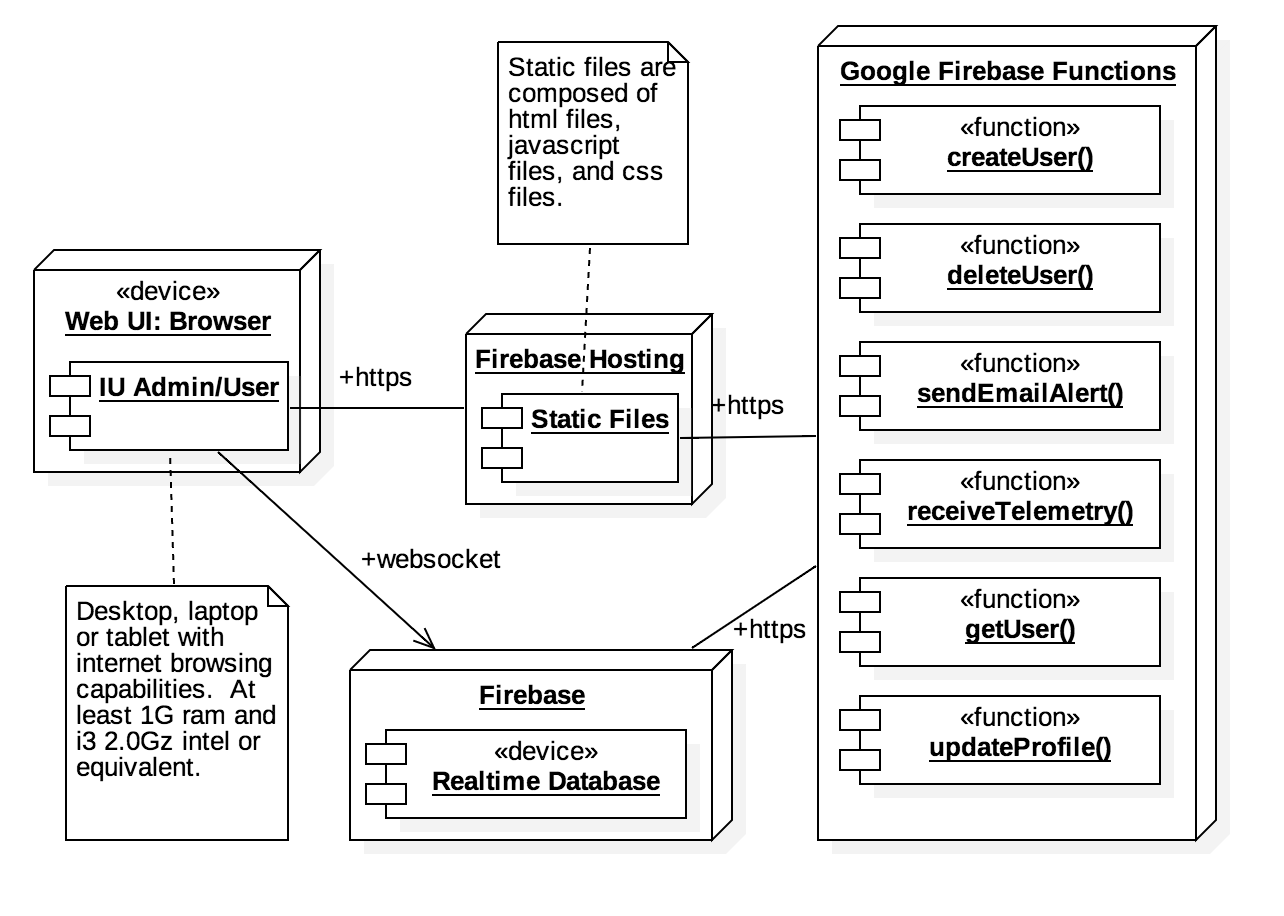 Static files are
composed of
html files,
javascript
files, and css
files.
«device»
Web UI: Browser
IU Admin/User
+https
Firebase Hosting
Static Files
+https
+websocket
Desktop, laptop
or tablet with
internet browsing
capabilities.  At
least 1G ram and
i3 2.0Gz intel or
equivalent.
Firebase
«device»
Realtime Database
+https
Google Firebase Functions
«function»
createUser()
«function»
deleteUser()
«function»
sendEmailAlert()
«function»
receiveTelemetry()
«function»
getUser()
«function»
updateProfile()